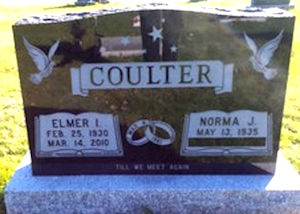 COULTER
ELMER I.
FEB. 25, 1930
MAR. 14, 2010
NORMA J.
MAY 13, 1935
TILL WE MEET AGAIN